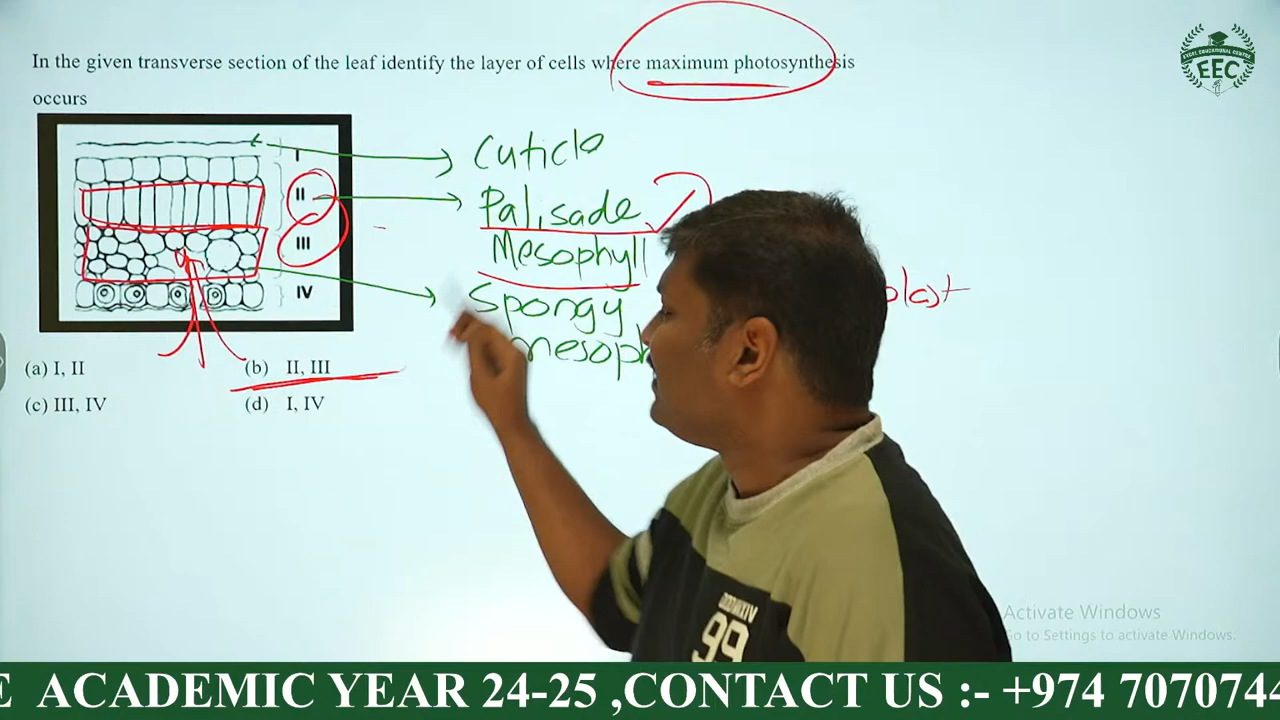 In the given transverse section of the leaf identify the layer of cells where maximum photosynthesis
occurs
I
II
III
IV
Cuticle
Palisade
Mesophyll
Spongy
(a) I, II
(b) II, III
(c) III, IV
(d) I, IV
EEC
99
Activate Windows
Go to Settings to activate Windows.
ACADEMIC YEAR 24-25 ,CONTACT US :- +974 7070744